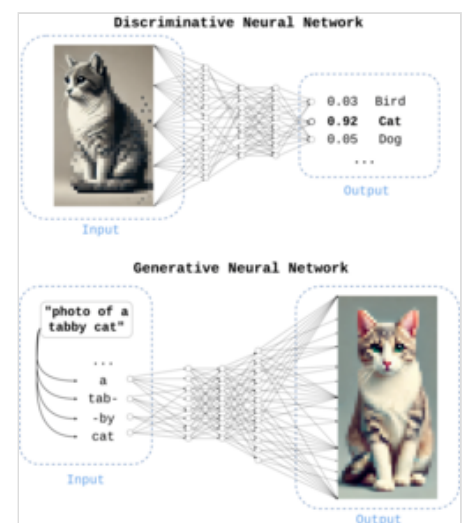 Discriminative Neural Network
0.03 Bird
0.92 Cat
0.05 Dog
...
Output
Input
Generative Neural Network
"photo of a
tabby cat"
...
a
tab-
-by
cat
Input
Output